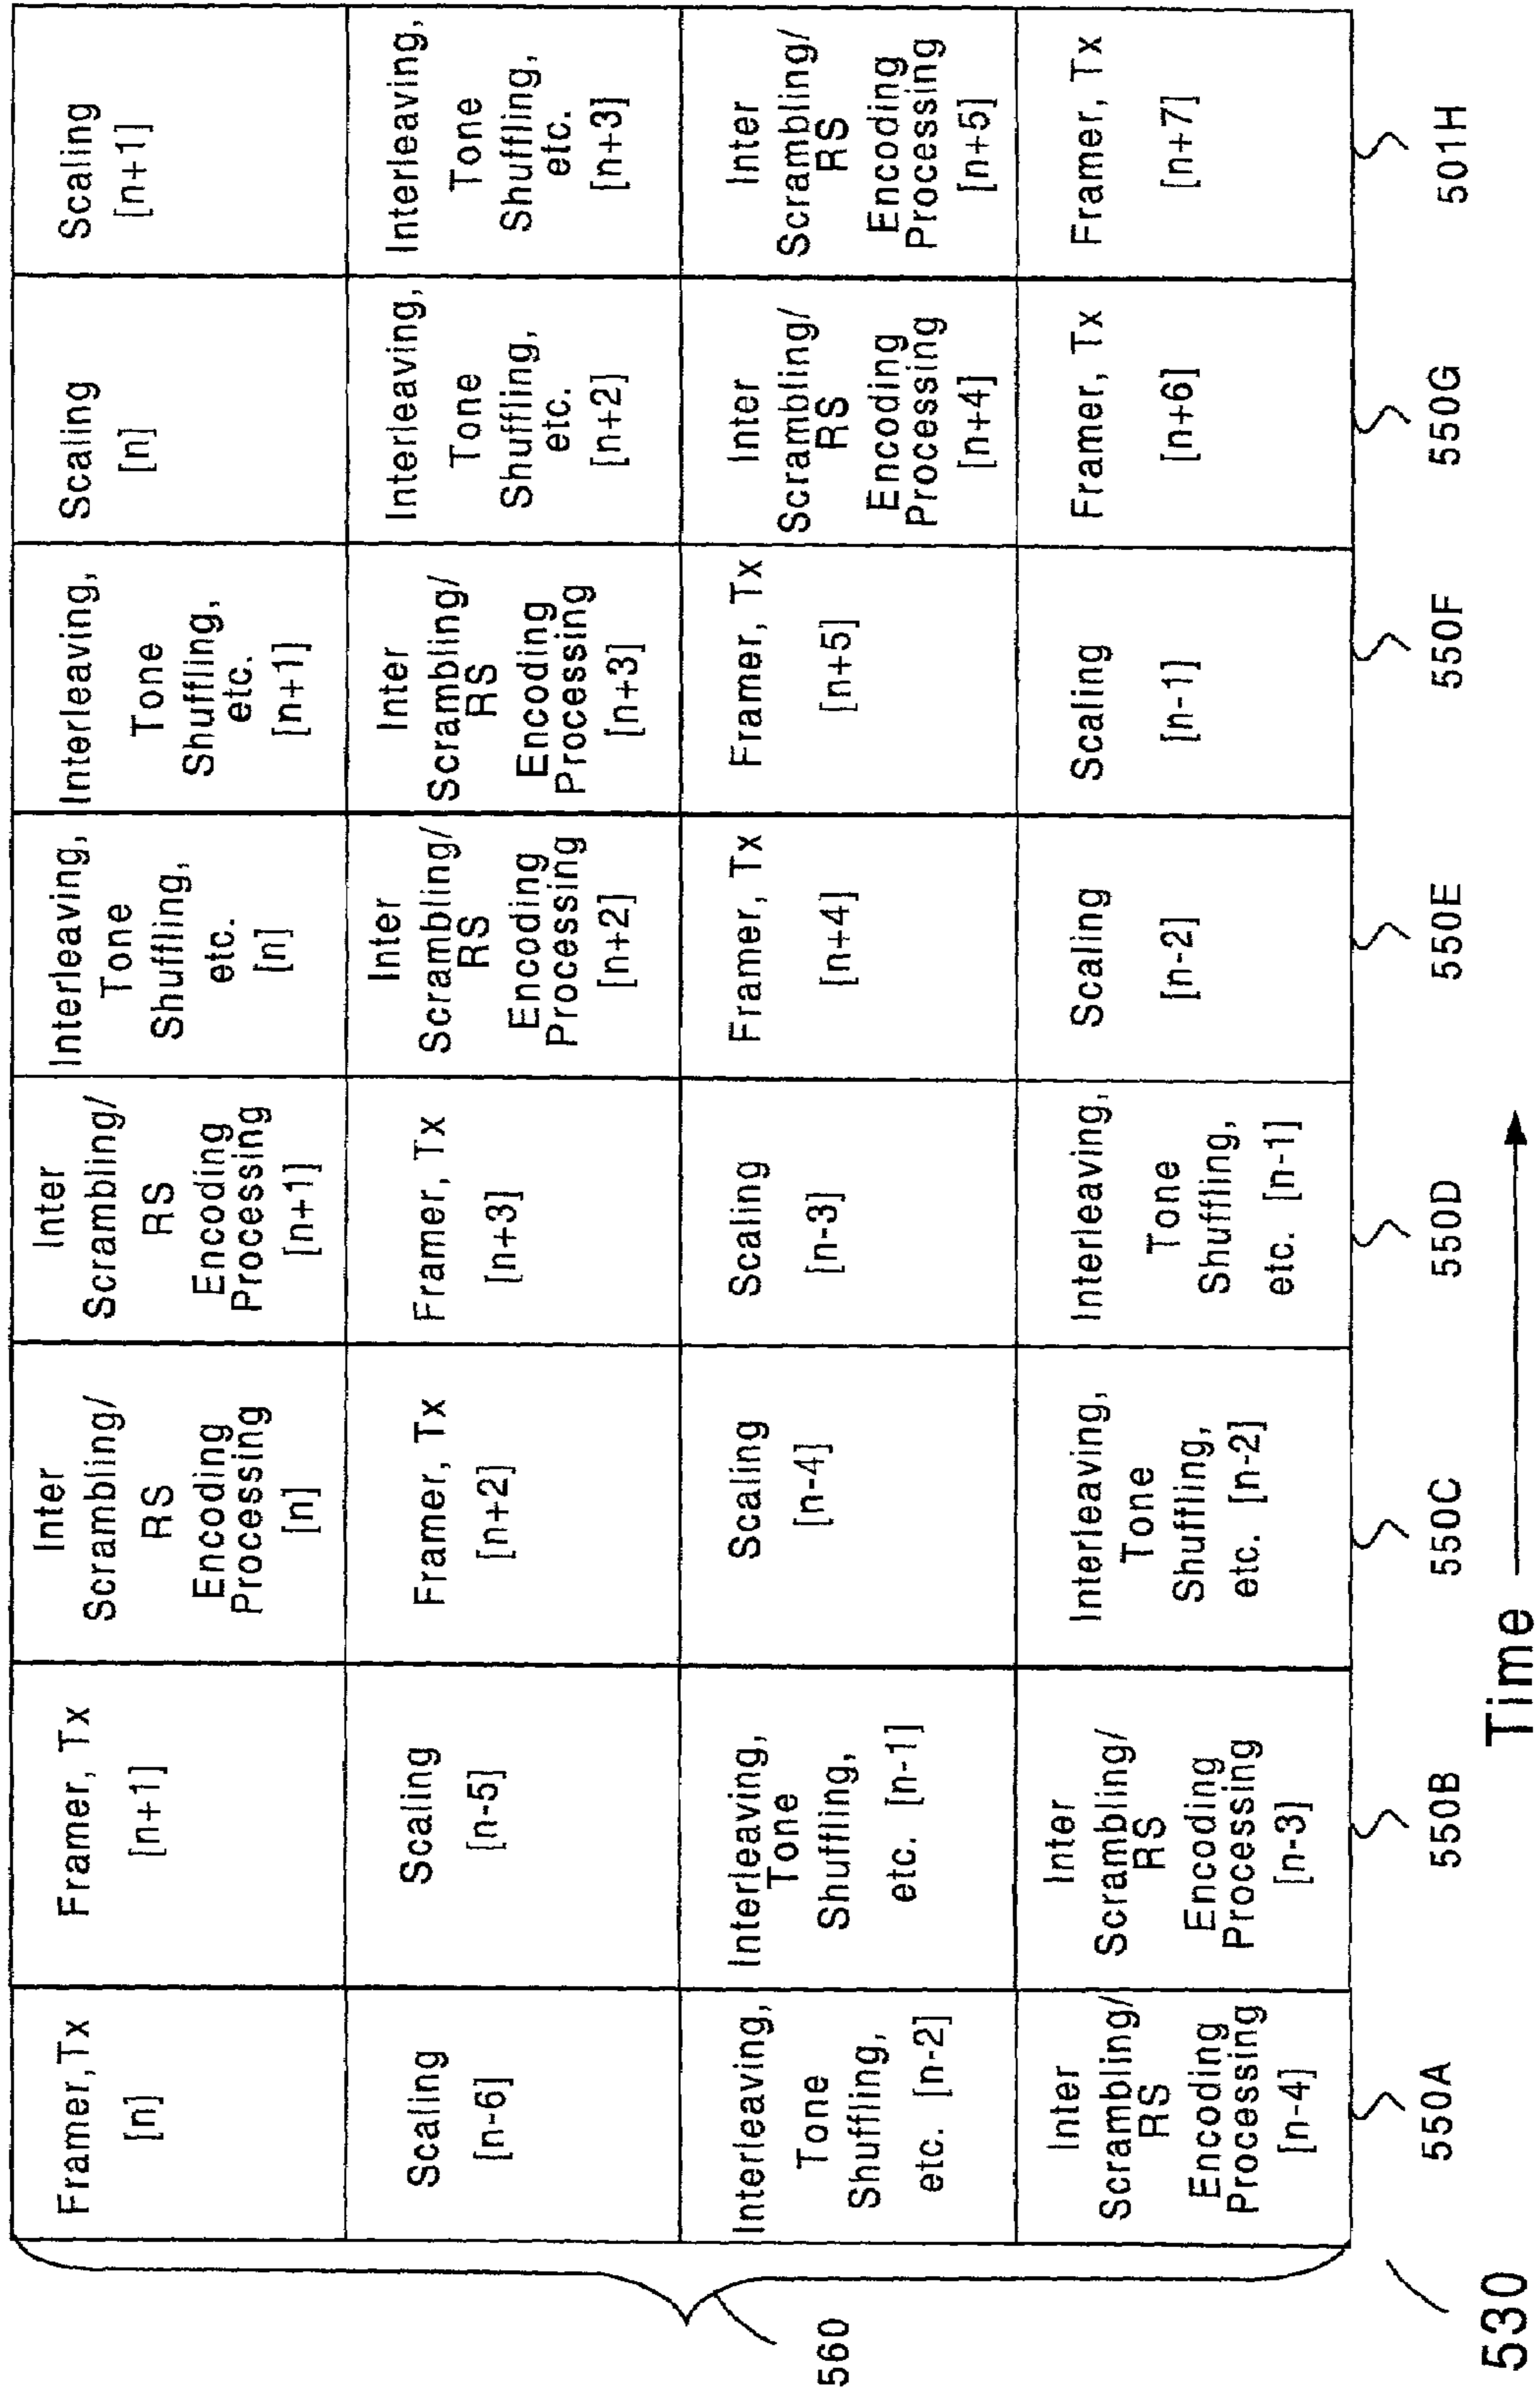 Framer,Tx
[n]
Framer, Tx
[n+1]
Inter
Scrambling/
RS
Encoding
Processing
[n]
Inter
Scrambling/
RS
Encoding
Processing
[n+1]
Interleaving,
Tone
Shuffling,
etc.
[n]
Interleaving,
Tone
Shuffling,
etc.
[n+1]
Scaling
[n]
Scaling
[n+1]
Scaling
[n-6]
Scaling
[n-5]
Framer, Tx
[n+2]
Framer, Tx
[n+3]
Inter
Scrambling/
RS
Encoding
Processing
[n+2]
Inter
Scrambling/
RS
Encoding
Processing
[n+3]
Interleaving,
Tone
Shuffling,
etc.
[n+2]
Interleaving,
Tone
Shuffling,
etc.
[n+3]
Interleaving,
Tone
Shuffling,
etc. [n-2]
Interleaving,
Tone
Shuffling,
etc. [n-1]
Scaling
[n-4]
Scaling
[n-3]
Framer, Tx
[n+4]
Framer, Tx
[n+5]
Inter
Scrambling/
RS
Encoding
Processing
[n+4]
Inter
Scrambling/
RS
Encoding
Processing
[n+5]
Inter
Scrambling/
RS
Encoding
Processing
[n-4]
Inter
Scrambling/
RS
Encoding
Processing
[n-3]
Interleaving,
Tone
Shuffling,
etc. [n-2]
Interleaving,
Tone
Shuffling,
etc. [n-1]
Scaling
[n-2]
Scaling
[n-1]
Framer, Tx
[n+6]
Framer, Tx
[n+7]
560
550A
550B
550C
550D
550E
550F
550G
501H
530
Time